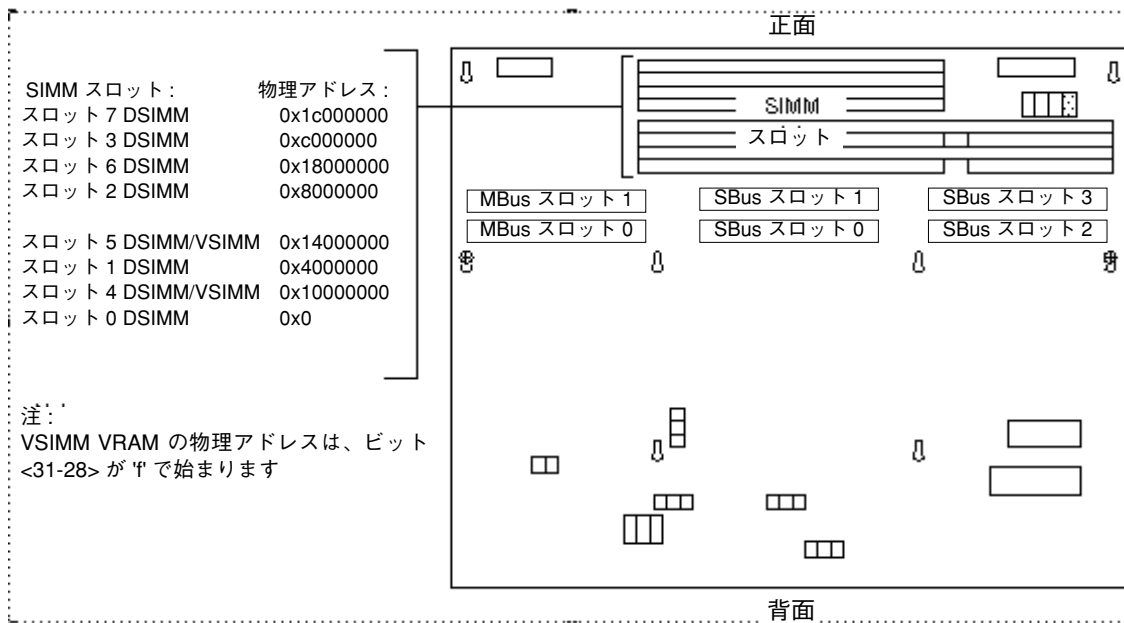 正面
SIMM スロット : 物理アドレス :
スロット 7 DSIMM 0x1c000000
スロット 3 DSIMM 0xc000000
スロット 6 DSIMM 0x18000000
スロット 2 DSIMM 0x8000000
スロット 5 DSIMM/VSIMM 0x14000000
スロット 1 DSIMM 0x4000000
スロット 4 DSIMM/VSIMM 0x10000000
スロット 0 DSIMM 0x0
注 :
VSIMM VRAM の物理アドレスは、ビット
<31-28> が 'f' で始まります
SIMM
スロット
MBus スロット 1
SBus スロット 1
SBus スロット 3
MBus スロット 0
SBus スロット 0
SBus スロット 2
背面